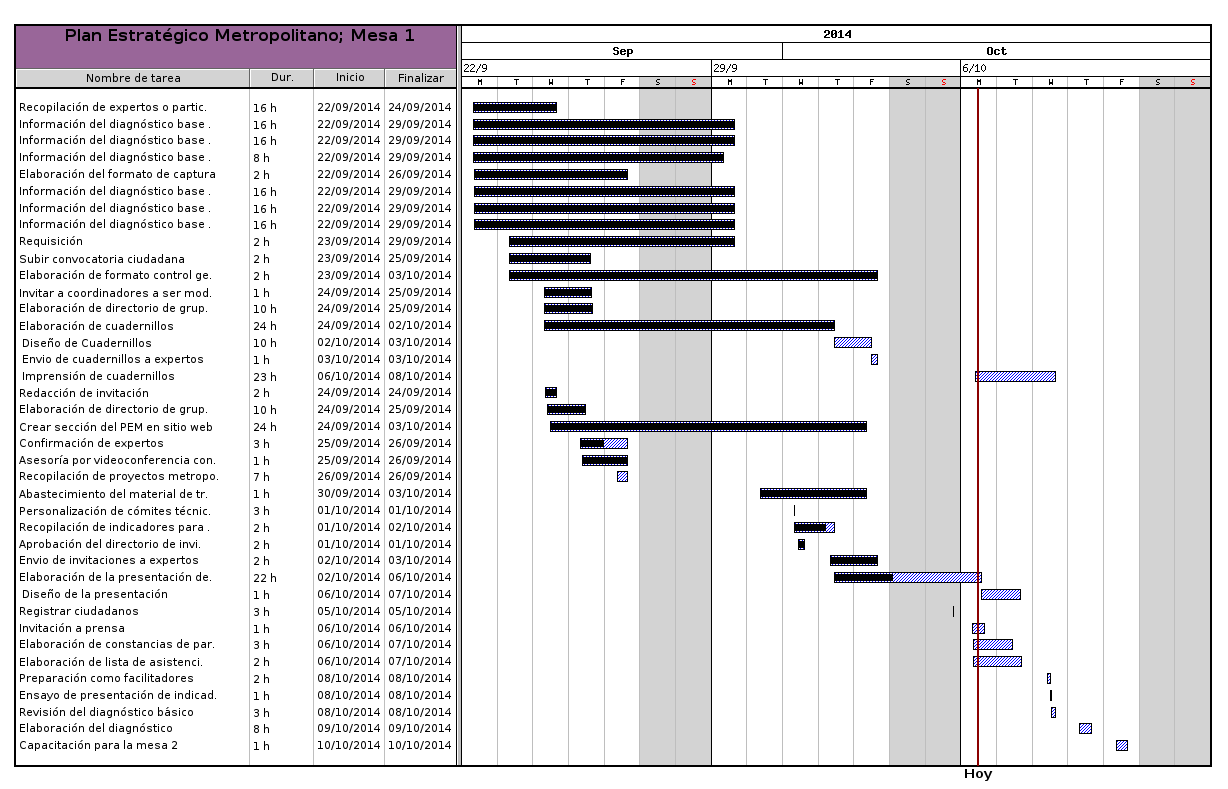 Plan Estratégico Metropolitano; Mesa 1
2014
Sep Oct
22/9 29/9 6/10
Nombre de tarea Dur. Inicio Finalizar
M T W T F S S M T W T F S S M T W T F S S
Recopilación de expertos o partic. 16 h 22/09/2014 24/09/2014
Información del diagnóstico base . 16 h 22/09/2014 29/09/2014
Información del diagnóstico base . 16 h 22/09/2014 29/09/2014
Información del diagnóstico base . 8 h 22/09/2014 29/09/2014
Elaboración del formato de captura 2 h 22/09/2014 26/09/2014
Información del diagnóstico base . 16 h 22/09/2014 29/09/2014
Información del diagnóstico base . 16 h 22/09/2014 29/09/2014
Información del diagnóstico base . 16 h 22/09/2014 29/09/2014
Requisición 2 h 23/09/2014 29/09/2014
Subir convocatoria ciudadana 2 h 23/09/2014 25/09/2014
Elaboración de formato control ge. 2 h 23/09/2014 03/10/2014
Invitar a coordinadores a ser mod. 1 h 24/09/2014 25/09/2014
Elaboración de directorio de grup. 10 h 24/09/2014 25/09/2014
Elaboración de cuadernillos 24 h 24/09/2014 02/10/2014
Diseño de Cuadernillos 10 h 02/10/2014 03/10/2014
Envio de cuadernillos a expertos 1 h 03/10/2014 03/10/2014
Imprensión de cuadernillos 23 h 06/10/2014 08/10/2014
Redacción de invitación 2 h 24/09/2014 24/09/2014
Elaboración de directorio de grup. 10 h 24/09/2014 25/09/2014
Crear sección del PEM en sitio web 24 h 24/09/2014 03/10/2014
Confirmación de expertos 3 h 25/09/2014 26/09/2014
Asesoría por videoconferencia con. 1 h 25/09/2014 26/09/2014
Recopilación de proyectos metropo. 7 h 26/09/2014 26/09/2014
Abastecimiento del material de tr. 1 h 30/09/2014 03/10/2014
Personalización de cómites técnic. 3 h 01/10/2014 01/10/2014
Recopilación de indicadores para . 2 h 01/10/2014 02/10/2014
Aprobación del directorio de invi. 2 h 01/10/2014 01/10/2014
Envio de invitaciones a expertos 2 h 02/10/2014 03/10/2014
Elaboración de la presentación de. 22 h 02/10/2014 06/10/2014
Diseño de la presentación 1 h 06/10/2014 07/10/2014
Registrar ciudadanos 3 h 05/10/2014 05/10/2014
Invitación a prensa 1 h 06/10/2014 06/10/2014
Elaboración de constancias de par. 3 h 06/10/2014 07/10/2014
Elaboración de lista de asistenci. 2 h 06/10/2014 07/10/2014
Preparación como facilitadores 2 h 08/10/2014 08/10/2014
Ensayo de presentación de indicad. 1 h 08/10/2014 08/10/2014
Revisión del diagnóstico básico 3 h 08/10/2014 08/10/2014
Elaboración del diagnóstico 8 h 09/10/2014 09/10/2014
Capacitación para la mesa 2 1 h 10/10/2014 10/10/2014
Hoy